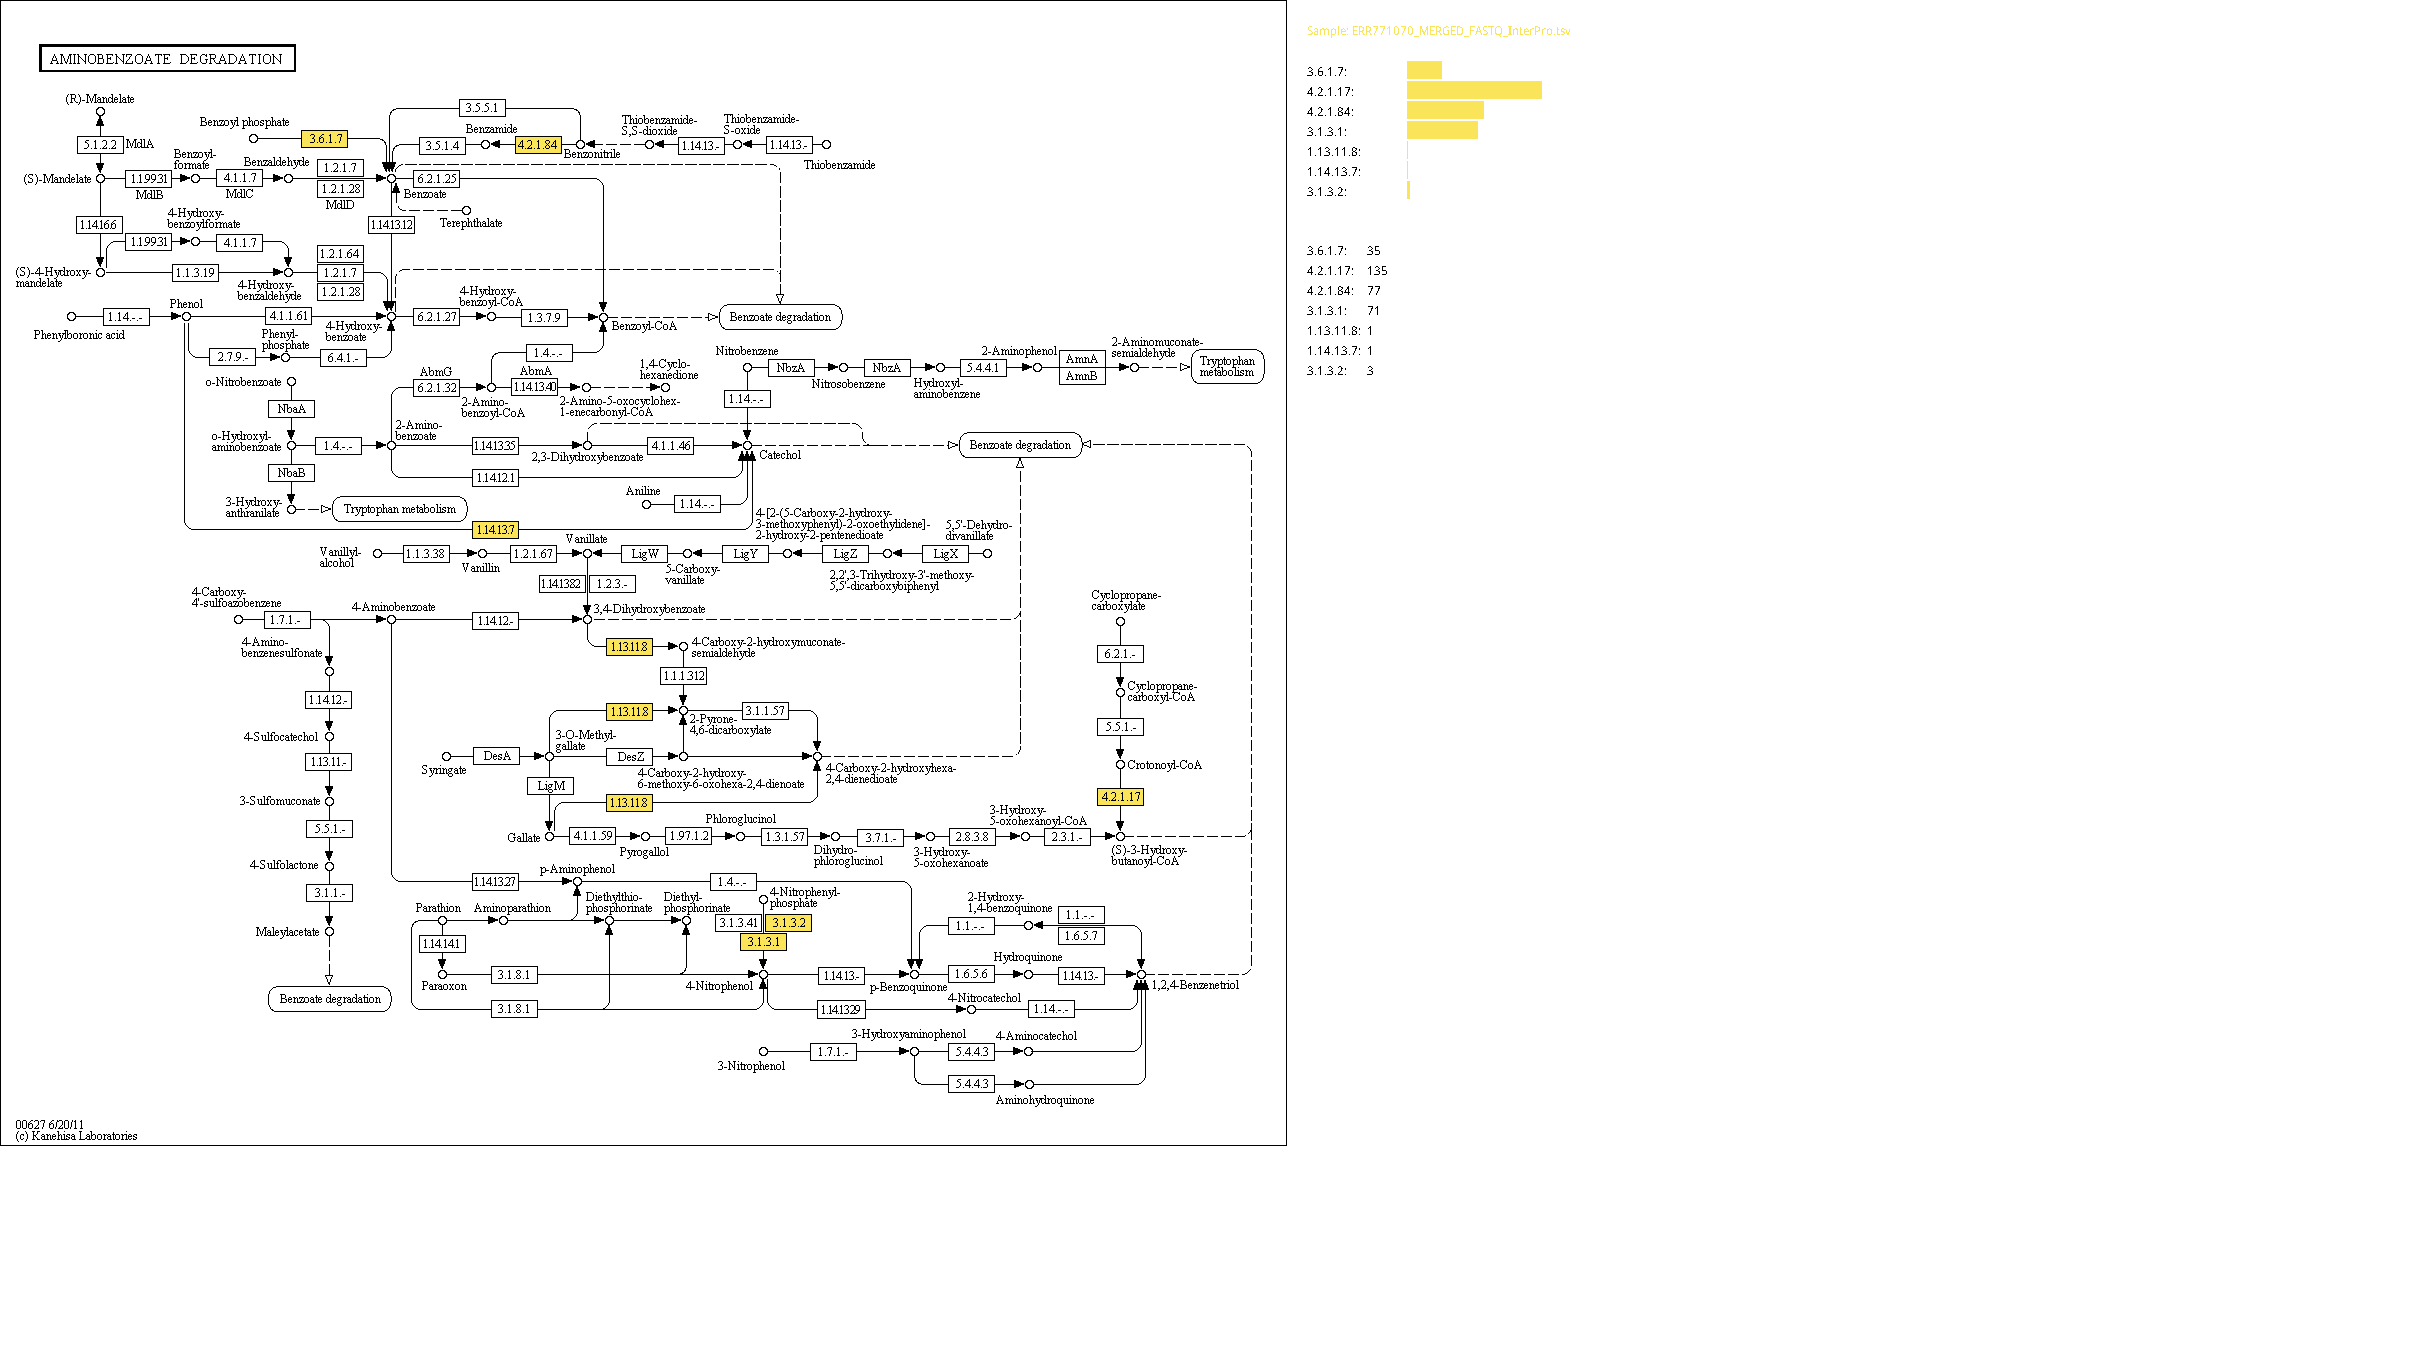 AMINOBENZOATE DEGRADATION
Sample: ERR771070_MERGED_FASTQ_InterPro.tsv
3.6.1.7:
4.2.1.17:
4.2.1.84:
3.1.3.1:
1.13.11.8:
1.14.13.7:
3.1.3.2:
3.6.1.7: 35
4.2.1.17: 135
4.2.1.84: 77
3.1.3.1: 71
1.13.11.8: 1
1.14.13.7: 1
3.1.3.2: 3
(R)-Mandelate
5.1.2.2 MdlA
(S)-Mandelate
Benzoyl phosphate
3.6.1.7
3.5.5.1
3.5.1.4
Benzamide
4.2.1.84
Benzonitrile
Thiobenzamide-
S,S-dioxide
1.14.13.-
Thiobenzamide-
S-oxide
1.14.13.-
Thiobenzamide
1.1.99.31
MdlB
Benzoyl-
formate
4.1.1.7
MdlC
Benzaldehyde
1.2.1.7
1.2.1.28
MdlD
Benzoate
6.2.1.25
Terephthalate
1.14.16.6
4-Hydroxy-
benzoylformate
1.1.99.31
4.1.1.7
1.14.13.12
(S)-4-Hydroxy-
mandelate
1.1.3.19
4-Hydroxy-
benzaldehyde
1.2.1.64
1.2.1.7
1.2.1.28
Phenylboronic acid
1.14.-.-
Phenol
4.1.1.61
2.7.9.-
Phenyl-
phosphate
6.4.1.-
4-Hydroxy-
benzoate
6.2.1.27
4-Hydroxy-
benzoyl-CoA
1.3.7.9
Benzoyl-CoA
Benzoate degradation
1.4.-.-
o-Nitrobenzoate
NbaA
o-Hydroxyl-
aminobenzoate
NbaB
3-Hydroxy-
anthranilate
Tryptophan metabolism
1.4.-.-
2-Amino-
benzoate
AbmG
6.2.1.32
2-Amino-
benzoyl-CoA
AbmA
1.14.13.40
2-Amino-5-oxocyclohex-
1-enecarbonyl-CoA
1,4-Cyclo-
hexanedione
Nitrobenzene
NbzA
Nitrosobenzene
NbzA
Hydroxyl-
aminobenzene
5.4.4.1
2-Aminophenol
AmnA
AmnB
2-Aminomuconate-
semialdehyde
Tryptophan
metabolism
1.14.-.-
1.14.13.35
2,3-Dihydroxybenzoate
4.1.1.46
Catechol
Benzoate degradation
1.14.12.1
Aniline
1.14.-.-
1.14.13.7
Vanillyl-
alcohol
1.1.3.38
Vanillin
1.2.1.67
Vanillate
LigW
5-Carboxy-
vanillate
LigY
4-[2-(5-Carboxy-2-hydroxy-
3-methoxyphenyl)-2-oxoethylidene]-
2-hydroxy-2-pentenedioate
LigZ
2,2',3-Trihydroxy-3'-methoxy-
5,5'-dicarboxybiphenyl
LigX
5,5'-Dehydro-
divanillate
1.14.13.82
1.2.3.-
4-Carboxy-
4'-sulfoazobenzene
1.7.1.-
4-Aminobenzoate
1.14.12.-
3,4-Dihydroxybenzoate
4-Amino-
benzenesulfonate
1.14.12.-
4-Sulfocatechol
1.13.11.-
3-Sulfomuconate
5.5.1.-
4-Sulfolactone
3.1.1.-
Maleylacetate
Benzoate degradation
1.13.11.8
4-Carboxy-2-hydroxymuconate-
semialdehyde
1.1.1.312
1.13.11.8
2-Pyrone-
4,6-dicarboxylate
3.1.1.57
Syringate
DesA
3-O-Methyl-
gallate
DesZ
4-Carboxy-2-hydroxy-
6-methoxy-6-oxohexa-2,4-dienoate
4-Carboxy-2-hydroxyhexa-
2,4-dienedioate
LigM
1.13.11.8
Gallate
4.1.1.59
Pyrogallol
1.97.1.2
Phloroglucinol
1.3.1.57
Dihydro-
phloroglucinol
3.7.1.-
3-Hydroxy-
5-oxohexanoate
2.8.3.8
3-Hydroxy-
5-oxohexanoyl-CoA
2.3.1.-
(S)-3-Hydroxy-
butanoyl-CoA
Cyclopropane-
carboxylate
6.2.1.-
Cyclopropane-
carboxyl-CoA
5.5.1.-
Crotonoyl-CoA
4.2.1.17
1.14.13.27
p-Aminophenol
1.4.-.-
Parathion
Aminoparathion
Diethylthio-
phosphorinate
Diethyl-
phosphorinate
4-Nitrophenyl-
phosphate
3.1.3.41
3.1.3.2
3.1.3.1
1.14.14.1
Paraoxon
3.1.8.1
3.1.8.1
4-Nitrophenol
1.14.13.-
p-Benzoquinone
1.6.5.6
Hydroquinone
1.14.13.-
1,2,4-Benzenetriol
2-Hydroxy-
1,4-benzoquinone
1.1.-.-
1.1.-.-
1.6.5.7
1.14.13.29
4-Nitrocatechol
1.14.-.-
3-Nitrophenol
1.7.1.-
3-Hydroxyaminophenol
5.4.4.3
4-Aminocatechol
5.4.4.3
Aminohydroquinone
00627 6/20/11
(c) Kanehisa Laboratories